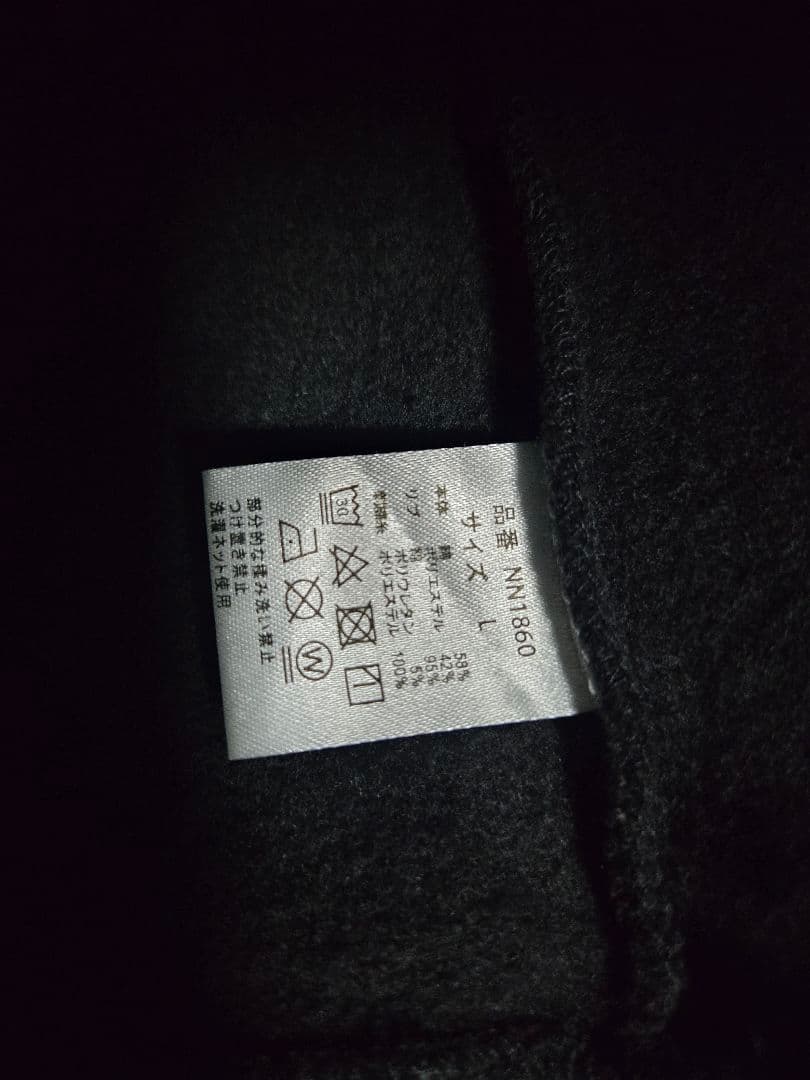 品番 NN1860
サイズ L
本体 綿 58%
ポリエステル 42%
リブ 綿 95%
ポリウレタン 5%
ポリエステル 100%
30
W
部分的な揉み洗い禁止
つけ置き禁止
洗濯ネット使用